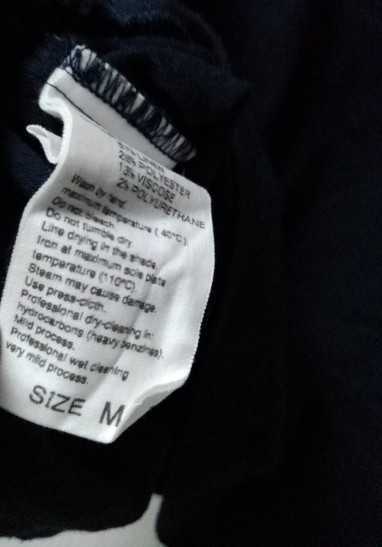 POLYESTER
VISCOSE
2% POLYURETHANE
Wash by hand
maximum temperature ( 40°C).
Do not bleach.
Do not tumble dry.
Line drying in the shade.
Iron at maximum sole plate
temperature (110°C).
Steam may cause damage.
Use press-cloth.
Professional dry-cleaning in:
hydrocarbons (heavy benzines).
Mild process.
Professional wet cleaning
very mild process.
SIZE M